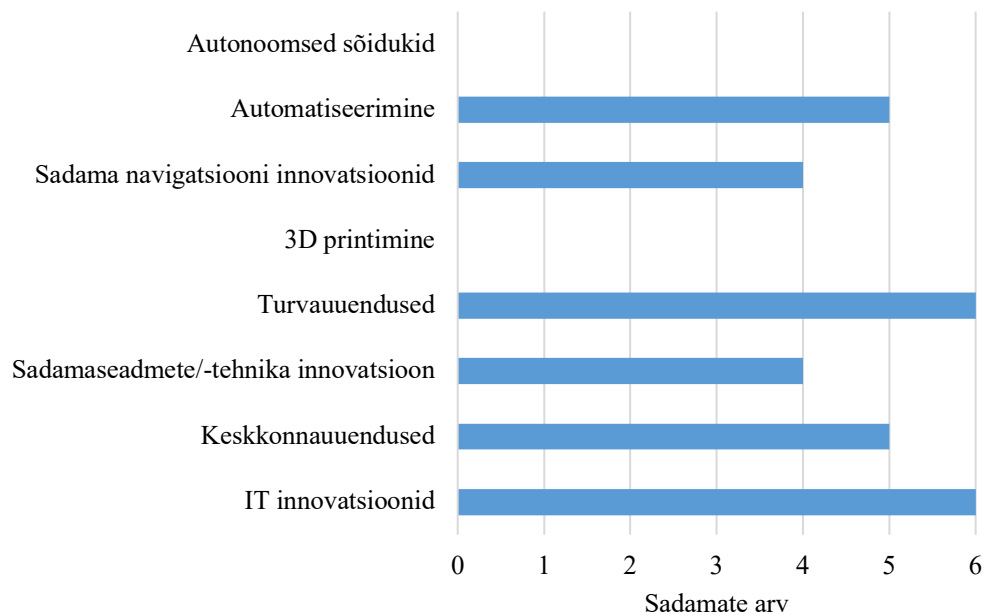 Autonoomsed sõidukid
Automatiseerimine
Sadama navigatsiooni innovatsioonid
3D printimine
Turvauuendused
Sadamaseadmete/-tehnika innovatsioon
Keskkonnauuendused
IT innovatsioonid
0 1 2 3 4 5 6
Sadamate arv